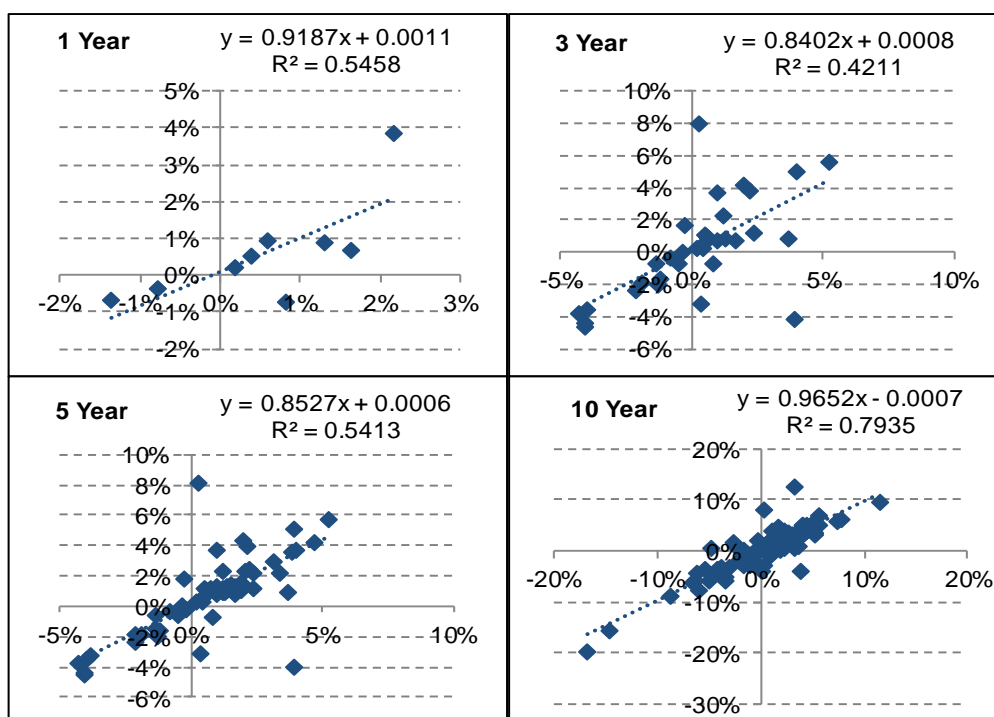 1 Year
y = 0.9187x + 0.0011
R² = 0.5458
5%
4%
3%
2%
1%
0%
-2% -1% 0% 1% 2% 3%
-1%
-2%
3 Year
y = 0.8402x + 0.0008
R² = 0.4211
10%
8%
6%
4%
2%
0%
-5% 0% 5% 10%
-2%
-4%
-6%
5 Year
y = 0.8527x + 0.0006
R² = 0.5413
10%
8%
6%
4%
2%
0%
-5% 0% 5% 10%
-2%
-4%
-6%
10 Year
y = 0.9652x - 0.0007
R² = 0.7935
20%
10%
0%
-20% -10% 0% 10% 20%
-10%
-20%
-30%